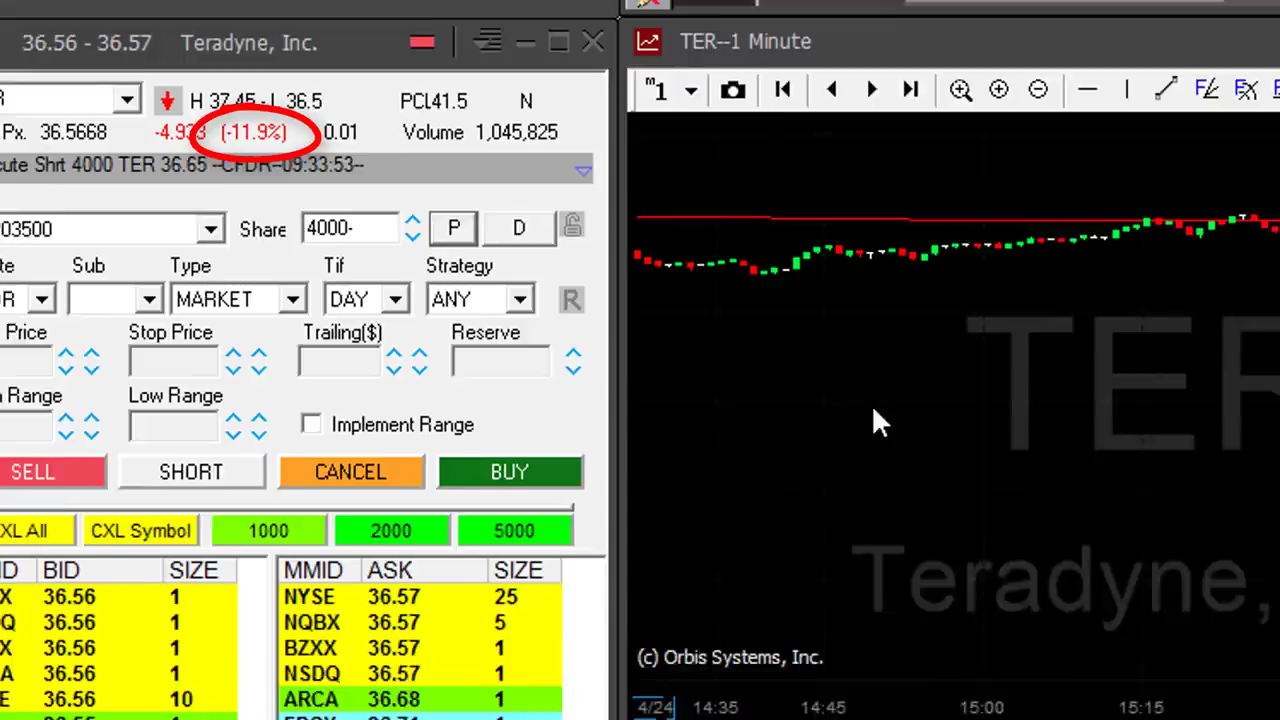 36.56 - 36.57 Teradyne, Inc.
H 37.45 - L 36.5 PCL41.5 N
Px. 36.5668 (-11.9%) 0.01 Volume 1,045,825
cute Shrt 4000 TER 36.65 --CFDR--09:33:53--
03500 Share 4000- P D
te Sub Type Tif Strategy
R MARKET DAY ANY R
Price Stop Price Trailing($) Reserve
Range Low Range
Implement Range
SELL SHORT CANCEL BUY
XL All CXL Symbol 1000 2000 5000
ID BID SIZE MMID ASK SIZE
X 36.56 1 NYSE 36.57 25
Q 36.56 1 NQBX 36.57 5
X 36.56 1 BZXX 36.57 1
A 36.56 1 NSDQ 36.57 1
E 36.56 10 ARCA 36.68 1
TER--1 Minute
m1
TER
Teradyne,
(c) Orbis Systems, Inc.
4/24 14:35 14:45 15:00 15:15